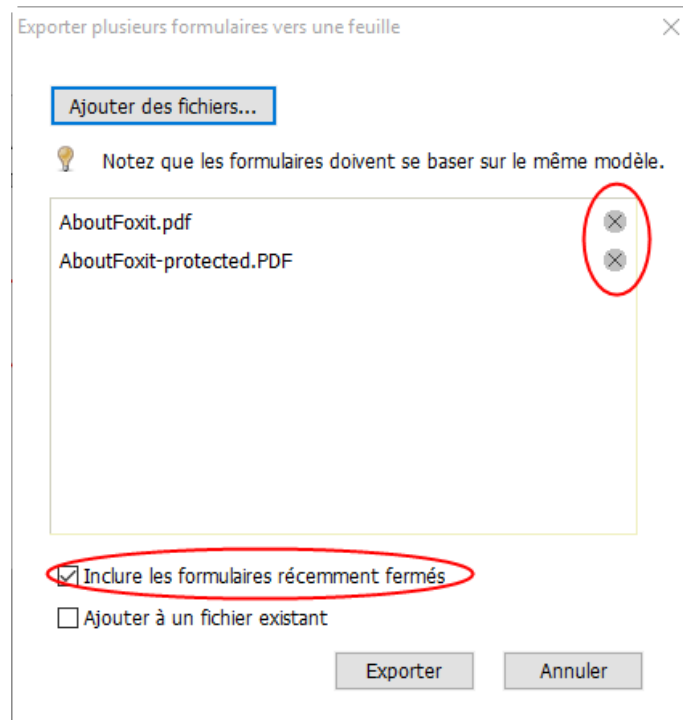 Exporter plusieurs formulaires vers une feuille
Ajouter des fichiers...
Notez que les formulaires doivent se baser sur le même modèle.
AboutFoxit.pdf
AboutFoxit-protected.PDF
Inclure les formulaires récemment fermés
Ajouter à un fichier existant
Exporter Annuler